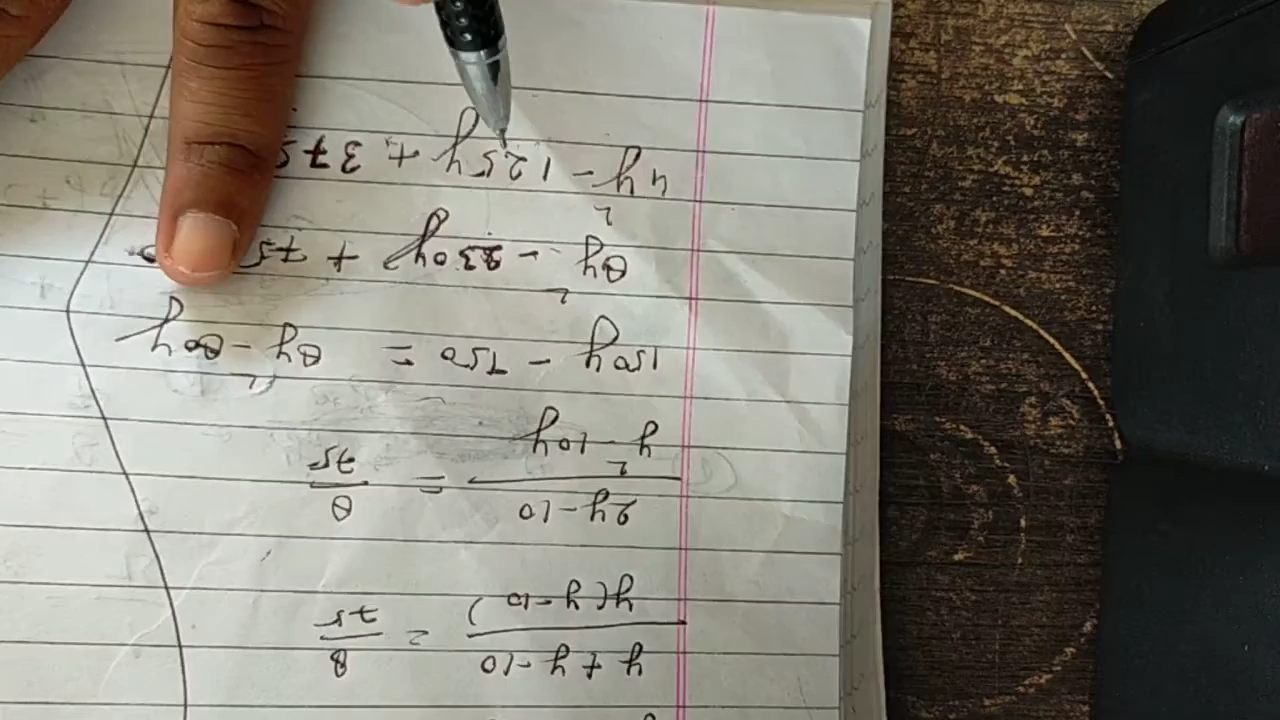 y + y - 10 / y(y - 10) = 8 / 75
2y - 10 / y² - 10y = 8 / 75
150y - 750 = 8y² - 80y
8y² - 230y + 75
4y² - 125y + 375